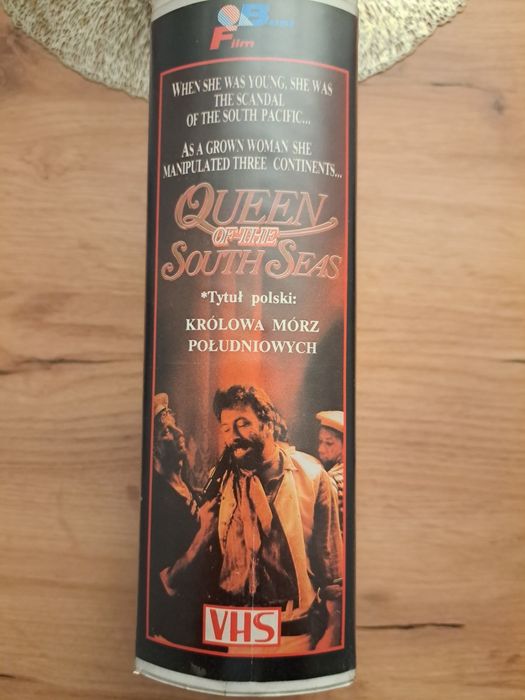 Film
WHEN SHE WAS YOUNG, SHE WAS
THE SCANDAL
OF THE SOUTH PACIFIC...
AS A GROWN WOMAN SHE
MANIPULATED THREE CONTINENTS...
QUEEN
OF THE
SOUTH SEAS
*Tytuł polski:
KRÓLOWA MÓRZ
POŁUDNIOWYCH
VHS